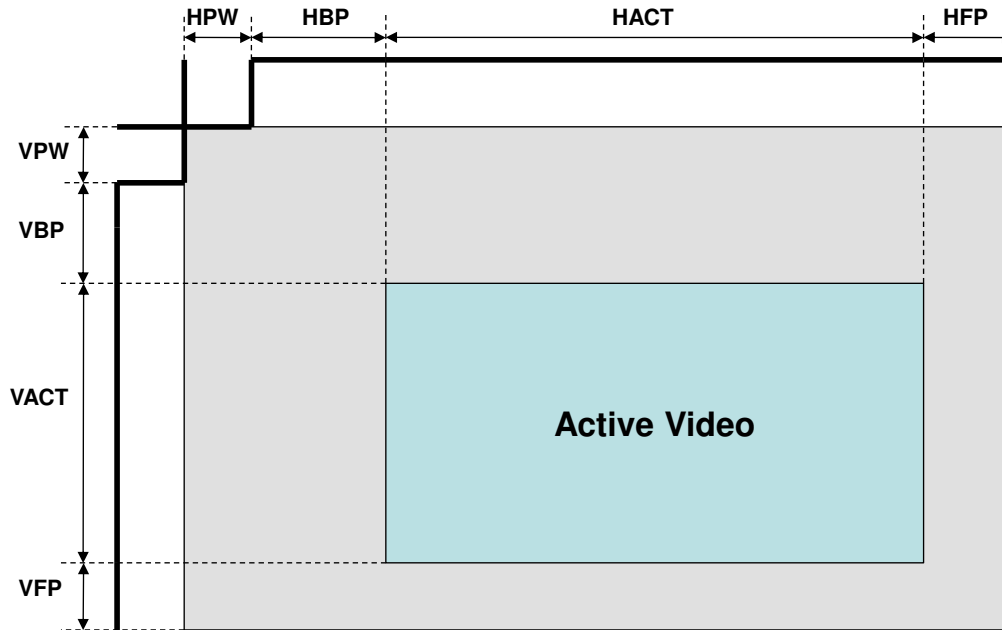 HPW HBP HACT HFP
VPW
VBP
VACT
Active Video
VFP